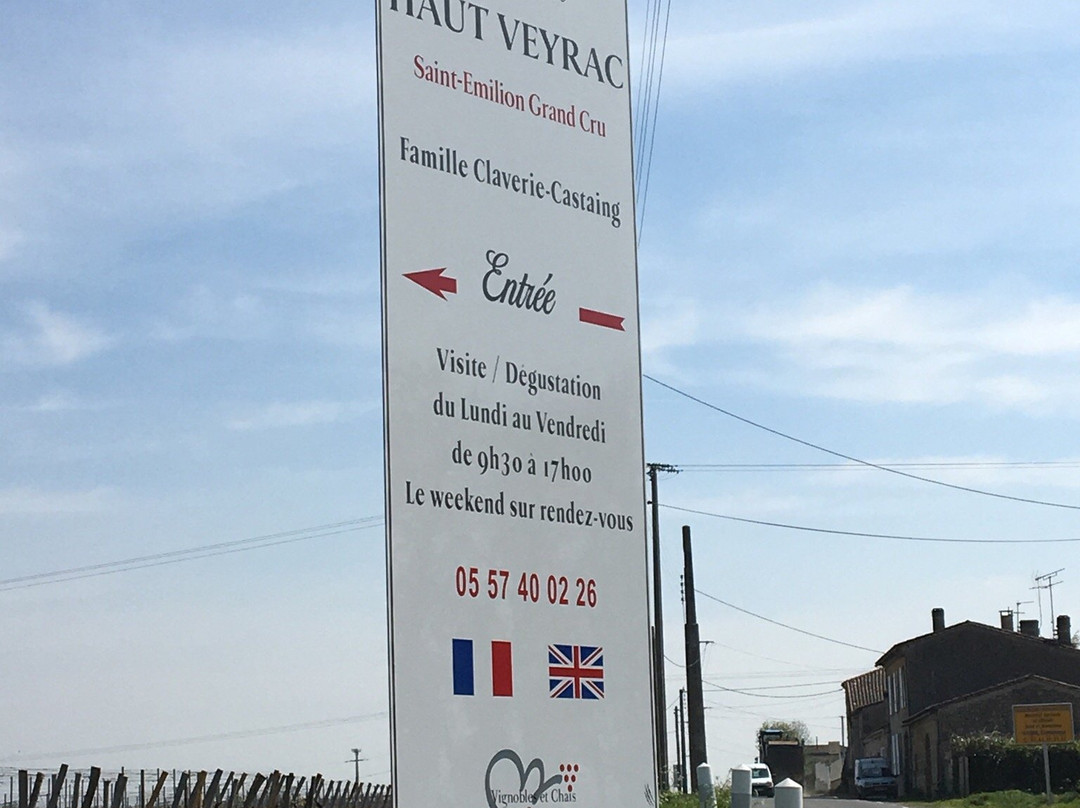 HAUT VEYRAC
Saint-Emilion Grand Cru
Famille Claverie-Castaing
Entrée
Visite / Dégustation
du Lundi au Vendredi
de 9h30 à 17h00
Le weekend sur rendez-vous
05 57 40 02 26
Vignobles et Chais